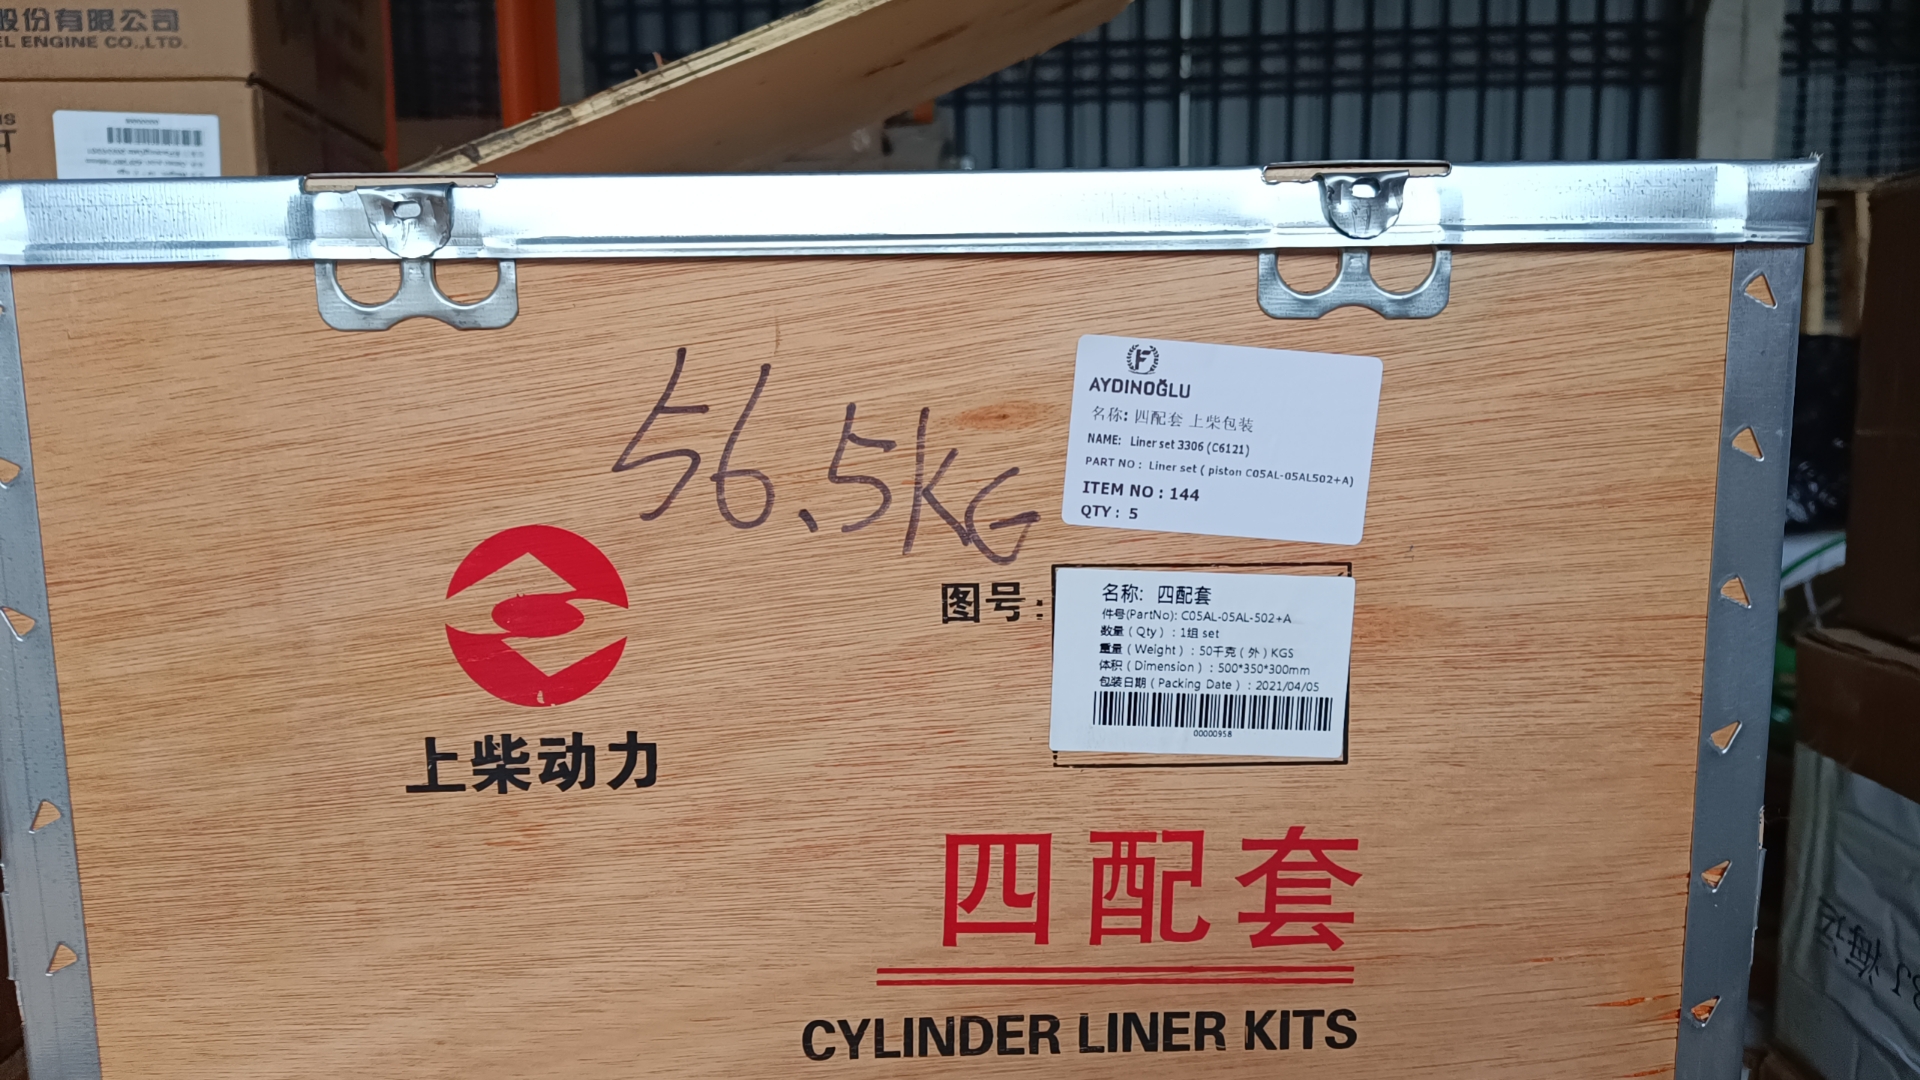 股份有限公司
EL ENGINE CO.,LTD.
56.5KG
F
AYDINOĞLU
名称: 四配套 上柴包装
NAME: Liner set 3306 (C6121)
PART NO : Liner set ( piston C05AL-05AL502+A)
ITEM NO : 144
QTY : 5
图号:
名称: 四配套
件号(PartNo): C05AL-05AL-502+A
数量 ( Qty ) : 1组 set
重量 ( Weight ) : 50千克 ( 外 ) KGS
体积 ( Dimension ) : 500*350*300mm
包装日期 ( Packing Date ) : 2021/04/05
00000958
上柴动力
四配套
CYLINDER LINER KITS